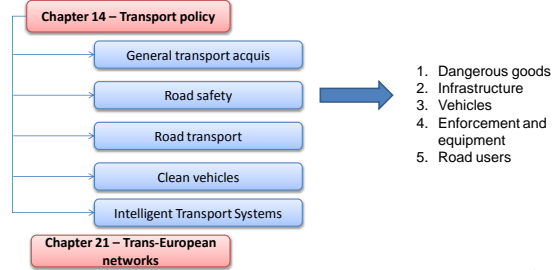 Chapter 14 – Transport policy
General transport acquis
Road safety
Road transport
Clean vehicles
Intelligent Transport Systems
Chapter 21 – Trans-European
networks
1. Dangerous goods
2. Infrastructure
3. Vehicles
4. Enforcement and
equipment
5. Road users